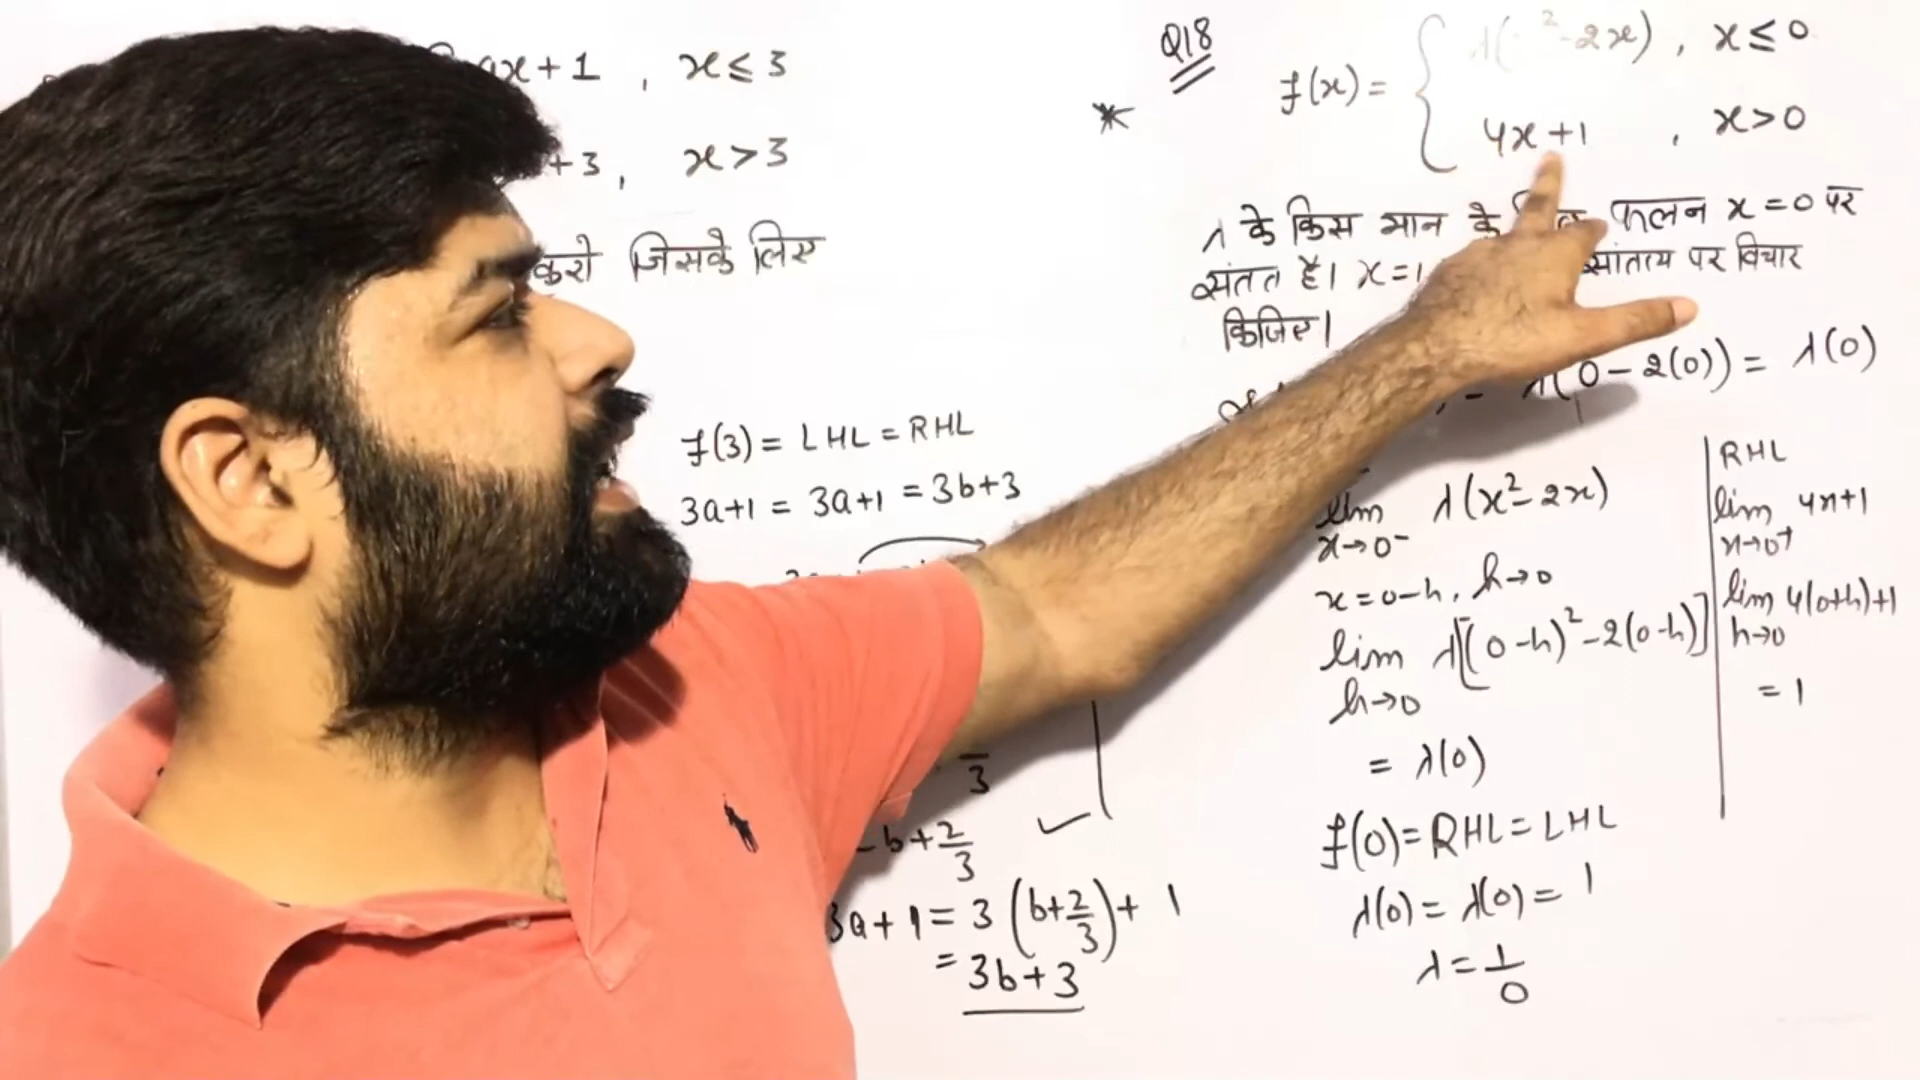 ax+1 , x≤3
+3 , x>3
करो जिसके लिए
f(3) = LHL = RHL
3a+1 = 3a+1 = 3b+3
3
b+2/3
3a+1 = 3(b+2/3)+1
= 3b+3
Q18
f(x) = { λ( ²-2x) , x≤0
4x+1 , x>0
λ के किस मान के फलन x=0 पर
संतत है। x=1 सांतत्य पर विचार
किजिए।
λ(0-2(0)) = λ(0)
lim λ(x²-2x)
x→0⁻
x=0-h, h→0
lim λ[(0-h)²-2(0-h)]
h→0
= λ(0)
f(0)=RHL=LHL
λ(0)=λ(0)=1
λ=1/0
RHL
lim 4x+1
x→0⁺
lim 4(0+h)+1
h→0
=1